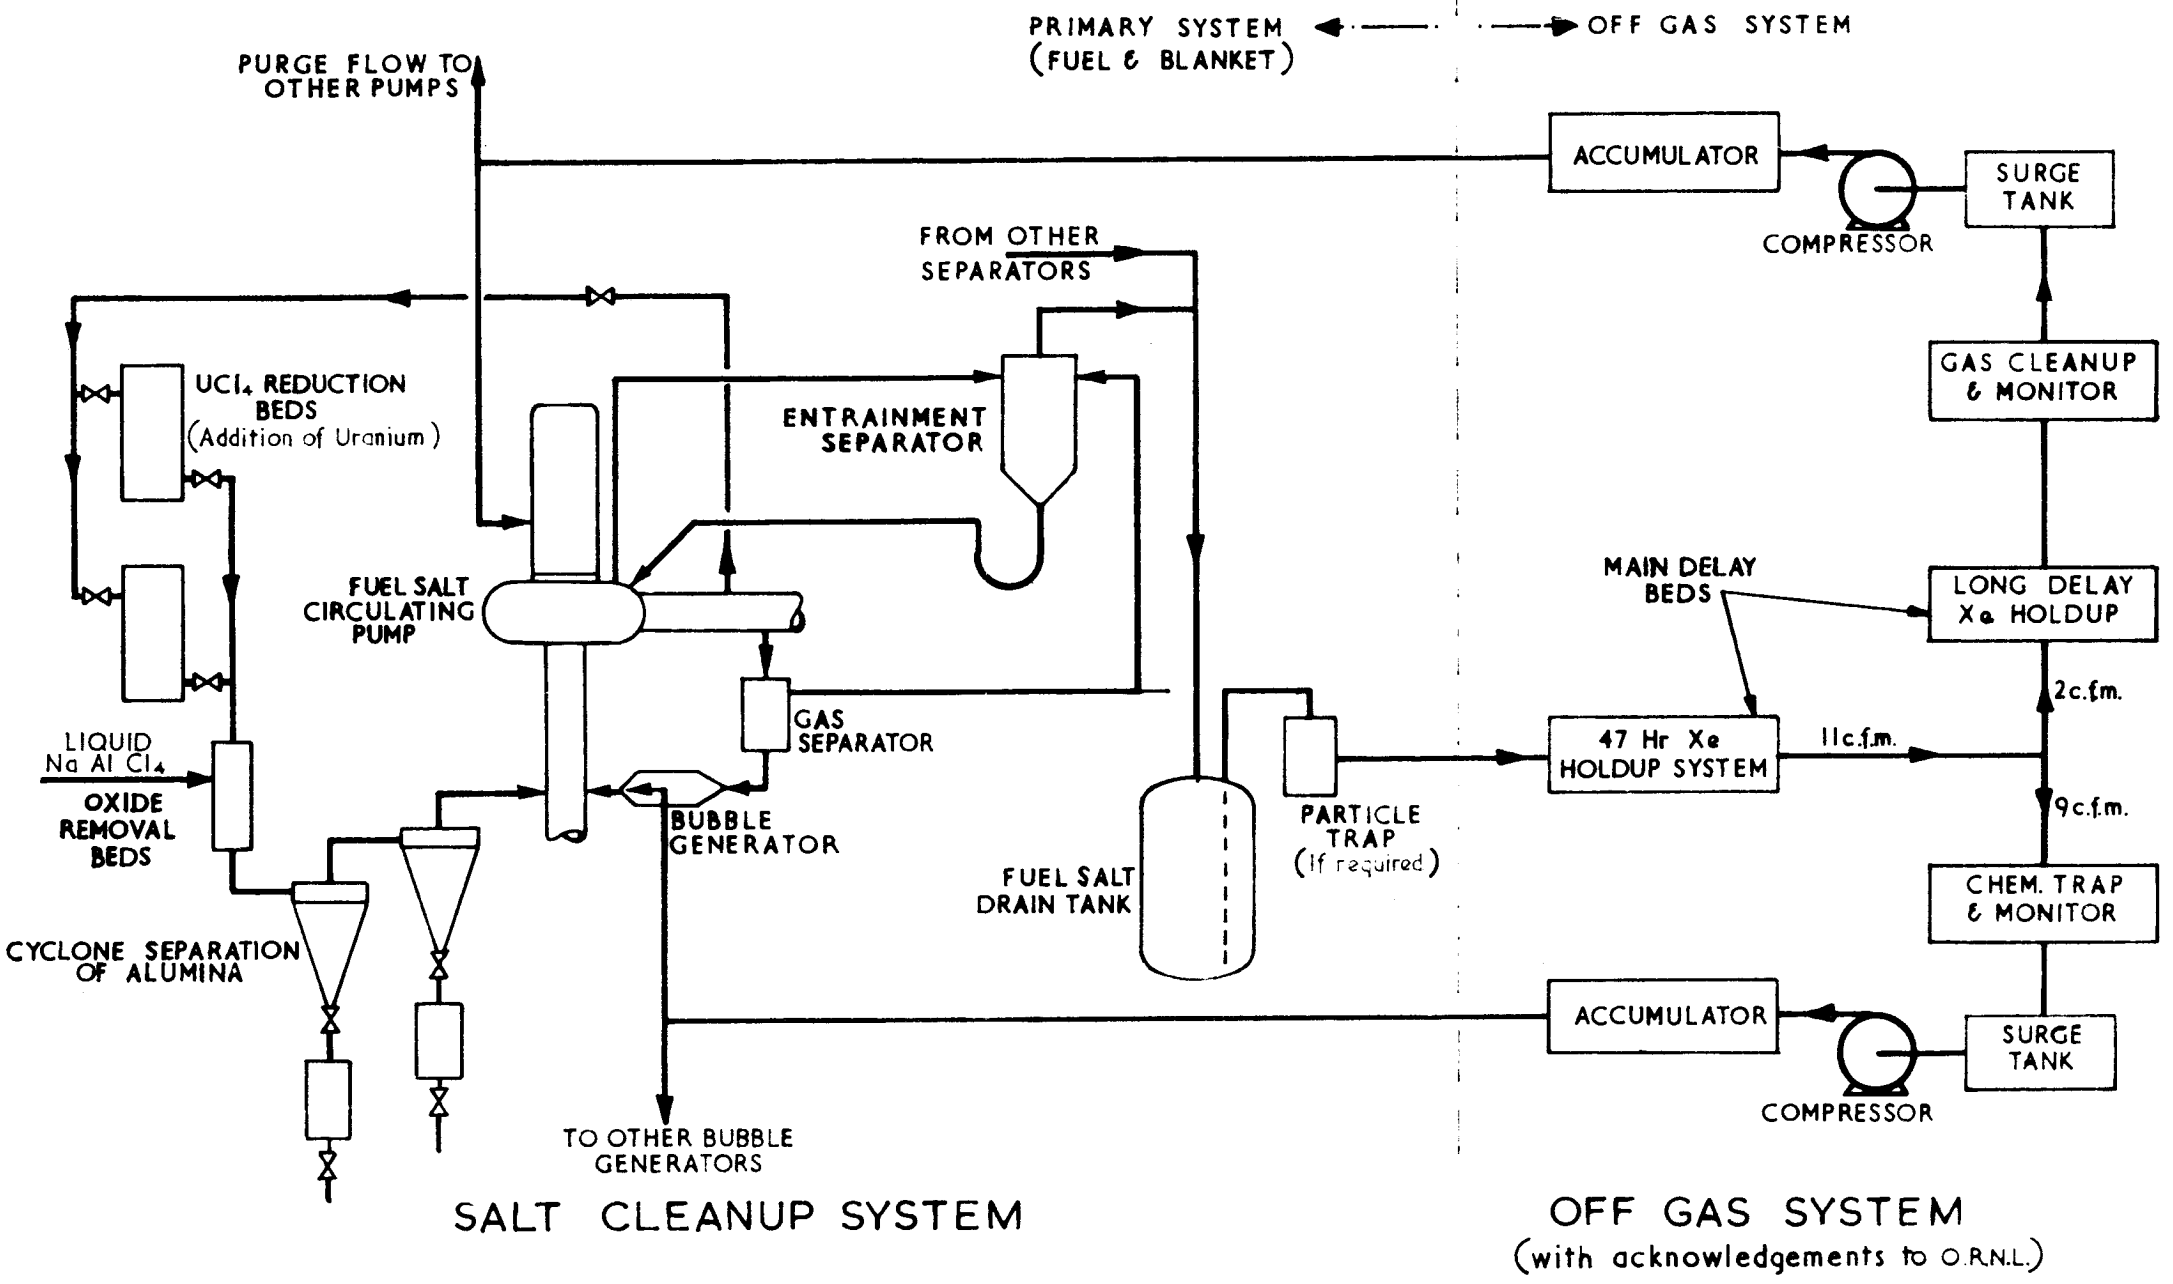 PRIMARY SYSTEM
(FUEL & BLANKET)
OFF GAS SYSTEM
PURGE FLOW TO
OTHER PUMPS
ACCUMULATOR
SURGE
TANK
COMPRESSOR
FROM OTHER
SEPARATORS
GAS CLEANUP
& MONITOR
UCl₄ REDUCTION
BEDS
(Addition of Uranium)
ENTRAINMENT
SEPARATOR
MAIN DELAY
BEDS
LONG DELAY
Xe HOLDUP
FUEL SALT
CIRCULATING
PUMP
2c.f.m.
GAS
SEPARATOR
47 Hr Xe
HOLDUP SYSTEM
11c.f.m.
LIQUID
Na Al Cl₄
OXIDE
REMOVAL
BEDS
BUBBLE
GENERATOR
PARTICLE
TRAP
(If required)
9c.f.m.
FUEL SALT
DRAIN TANK
CHEM. TRAP
& MONITOR
CYCLONE SEPARATION
OF ALUMINA
ACCUMULATOR
SURGE
TANK
COMPRESSOR
TO OTHER BUBBLE
GENERATORS
SALT CLEANUP SYSTEM
OFF GAS SYSTEM
(with acknowledgements to O.R.N.L.)